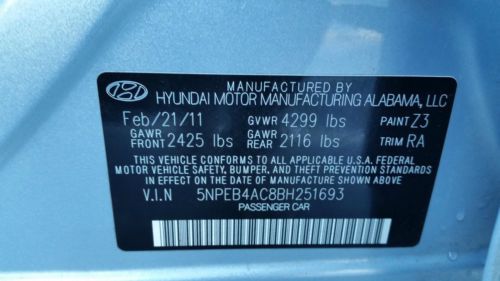 MANUFACTURED BY
HYUNDAI MOTOR MANUFACTURING ALABAMA, LLC
Feb/21/11 GVWR 4299 lbs PAINT Z3
GAWR FRONT 2425 lbs GAWR REAR 2116 lbs TRIM RA
THIS VEHICLE CONFORMS TO ALL APPLICABLE U.S.A. FEDERAL
MOTOR VEHICLE SAFETY, BUMPER, AND THEFT PREVENTION STANDARDS
IN EFFECT ON THE DATE OF MANUFACTURE SHOWN ABOVE.
V.I.N 5NPEB4AC8BH251693
PASSENGER CAR